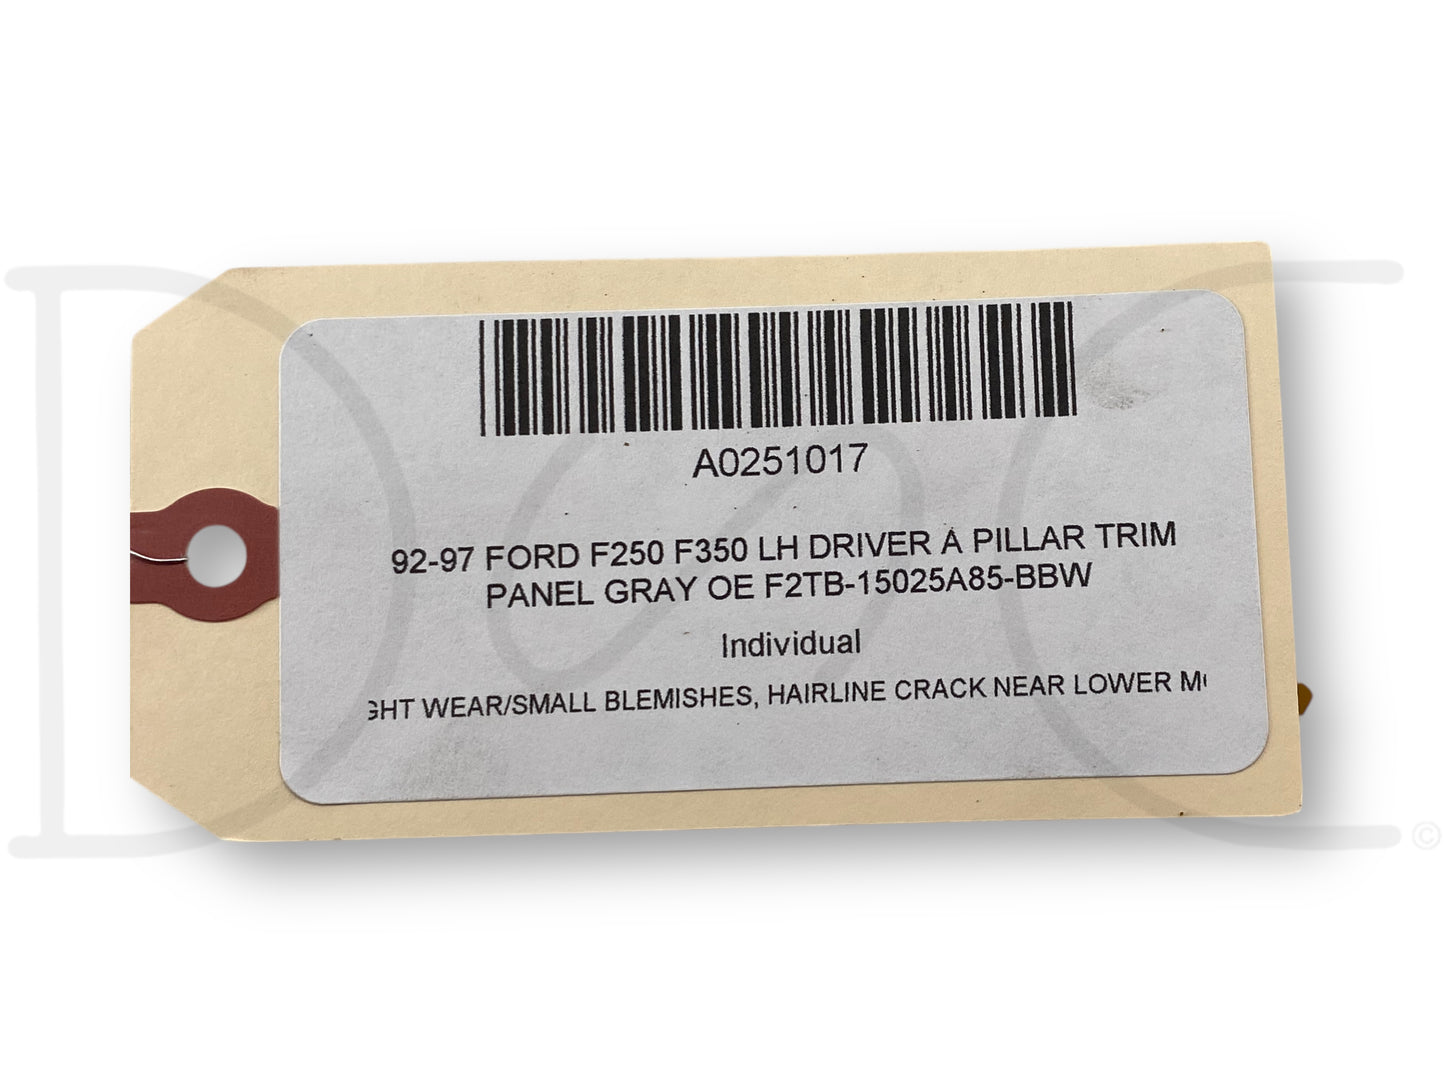 A0251017
92-97 FORD F250 F350 LH DRIVER A PILLAR TRIM
PANEL GRAY OE F2TB-15025A85-BBW
Individual
GHT WEAR/SMALL BLEMISHES, HAIRLINE CRACK NEAR LOWER M
D C ©